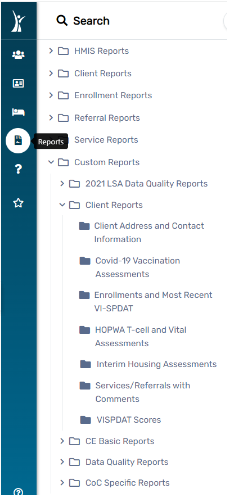 Search
HMIS Reports
Client Reports
Enrollment Reports
Referral Reports
Reports
Service Reports
Custom Reports
2021 LSA Data Quality Reports
Client Reports
Client Address and Contact
Information
Covid-19 Vaccination
Assessments
Enrollments and Most Recent
VI-SPDAT
HOPWA T-cell and Vital
Assessments
Interim Housing Assessments
Services/Referrals with
Comments
VISPDAT Scores
CE Basic Reports
Data Quality Reports
CoC Specific Reports